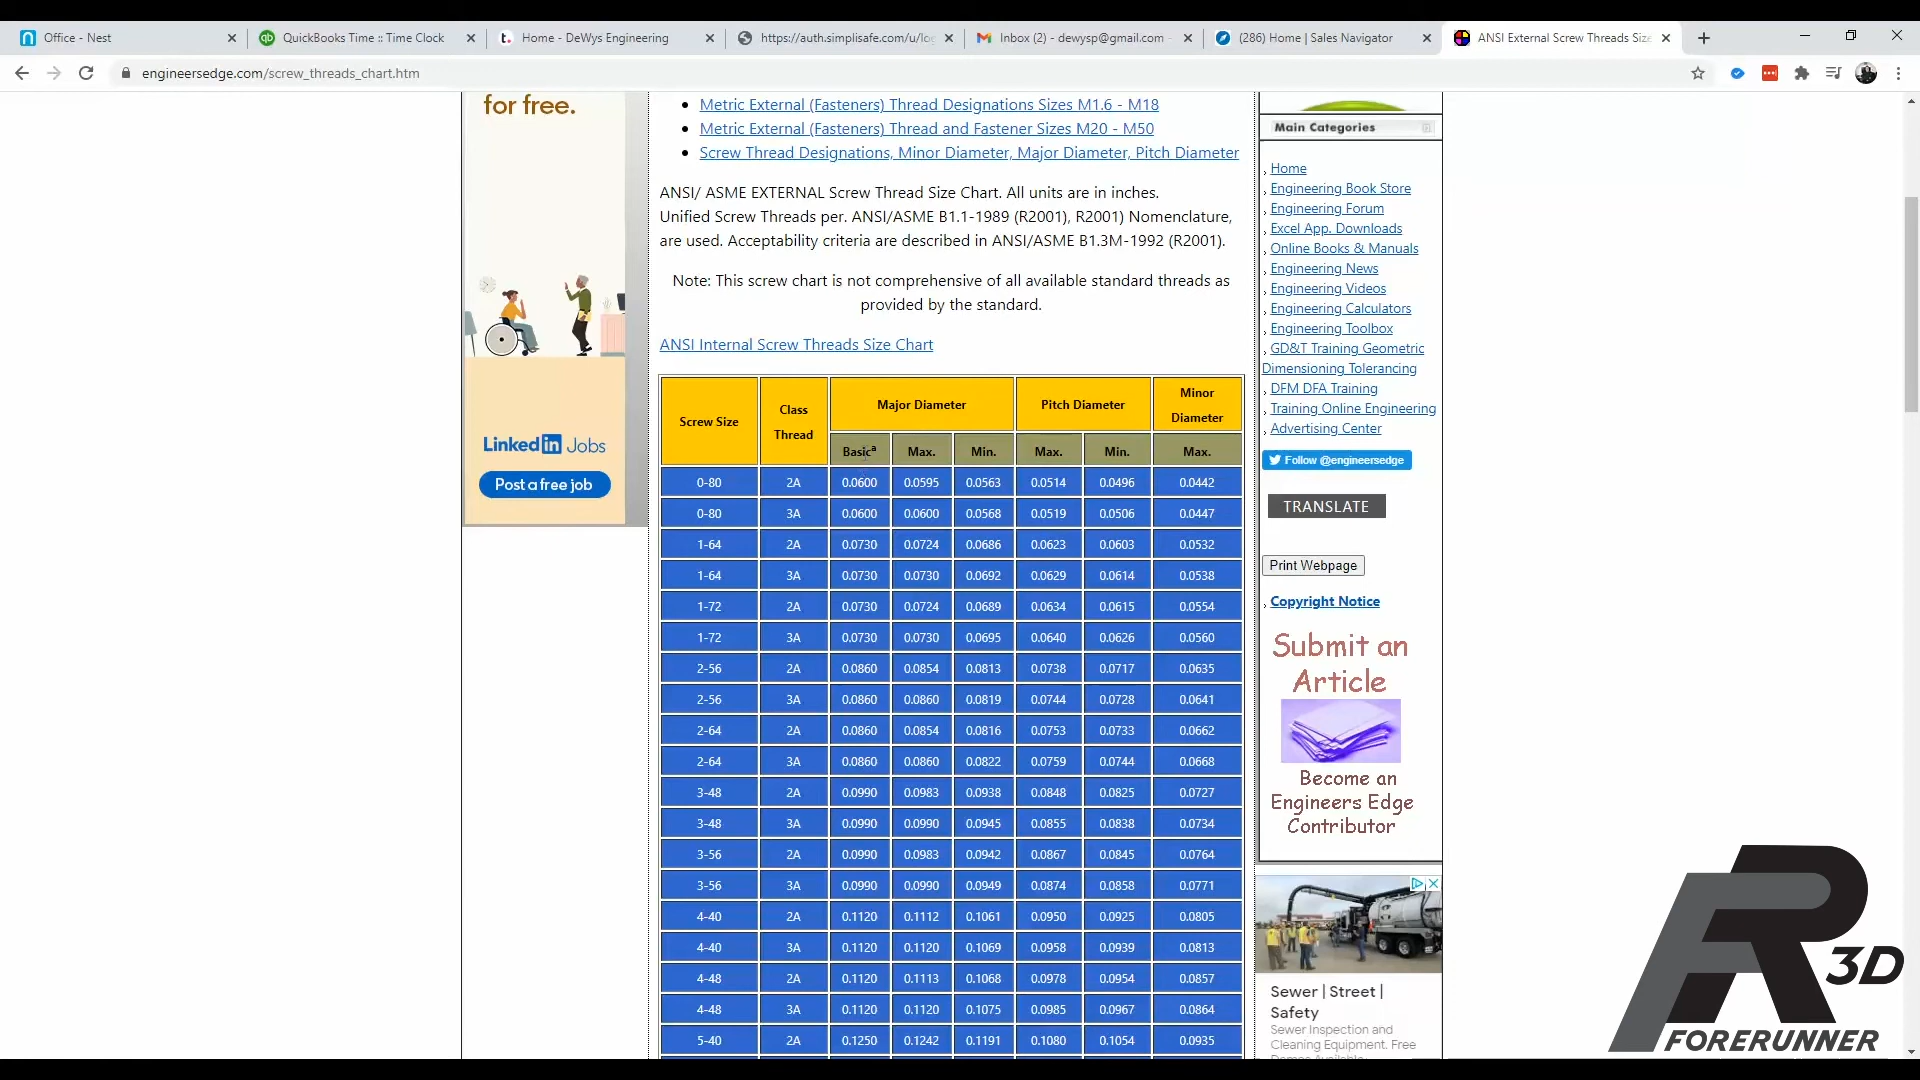 Office - Nest
QuickBooks Time :: Time Clock
Home - DeWys Engineering
https://auth.simplisafe.com/u/lo
Inbox (2) - dewysp@gmail.com -
(286) Home | Sales Navigator
ANSI External Screw Threads Size
engineersedge.com/screw_threads_chart.htm
for free.
LinkedIn Jobs
Post a free job
Metric External (Fasteners) Thread Designations Sizes M1.6 - M18
Metric External (Fasteners) Thread and Fastener Sizes M20 - M50
Screw Thread Designations, Minor Diameter, Major Diameter, Pitch Diameter
ANSI/ ASME EXTERNAL Screw Thread Size Chart. All units are in inches.
Unified Screw Threads per. ANSI/ASME B1.1-1989 (R2001), R2001) Nomenclature,
are used. Acceptability criteria are described in ANSI/ASME B1.3M-1992 (R2001).
Note: This screw chart is not comprehensive of all available standard threads as
provided by the standard.
ANSI Internal Screw Threads Size Chart
Screw Size Class Thread Major Diameter Pitch Diameter Minor Diameter
Basicᵃ Max. Min. Max. Min. Max.
0-80 2A 0.0600 0.0595 0.0563 0.0514 0.0496 0.0442
0-80 3A 0.0600 0.0600 0.0568 0.0519 0.0506 0.0447
1-64 2A 0.0730 0.0724 0.0686 0.0623 0.0603 0.0532
1-64 3A 0.0730 0.0730 0.0692 0.0629 0.0614 0.0538
1-72 2A 0.0730 0.0724 0.0689 0.0634 0.0615 0.0554
1-72 3A 0.0730 0.0730 0.0695 0.0640 0.0626 0.0560
2-56 2A 0.0860 0.0854 0.0813 0.0738 0.0717 0.0635
2-56 3A 0.0860 0.0860 0.0819 0.0744 0.0728 0.0641
2-64 2A 0.0860 0.0854 0.0816 0.0753 0.0733 0.0662
2-64 3A 0.0860 0.0860 0.0822 0.0759 0.0744 0.0668
3-48 2A 0.0990 0.0983 0.0938 0.0848 0.0825 0.0727
3-48 3A 0.0990 0.0990 0.0945 0.0855 0.0838 0.0734
3-56 2A 0.0990 0.0983 0.0942 0.0867 0.0845 0.0764
3-56 3A 0.0990 0.0990 0.0949 0.0874 0.0858 0.0771
4-40 2A 0.1120 0.1112 0.1061 0.0950 0.0925 0.0805
4-40 3A 0.1120 0.1120 0.1069 0.0958 0.0939 0.0813
4-48 2A 0.1120 0.1113 0.1068 0.0978 0.0954 0.0857
4-48 3A 0.1120 0.1120 0.1075 0.0985 0.0967 0.0864
5-40 2A 0.1250 0.1242 0.1191 0.1080 0.1054 0.0935
Main Categories
Home
Engineering Book Store
Engineering Forum
Excel App. Downloads
Online Books & Manuals
Engineering News
Engineering Videos
Engineering Calculators
Engineering Toolbox
GD&T Training Geometric
Dimensioning Tolerancing
DFM DFA Training
Training Online Engineering
Advertising Center
Follow @engineersedge
TRANSLATE
Print Webpage
Copyright Notice
Submit an
Article
Become an
Engineers Edge
Contributor
Sewer | Street |
Safety
Sewer Inspection and
Cleaning Equipment. Free
FR
3D
FORERUNNER